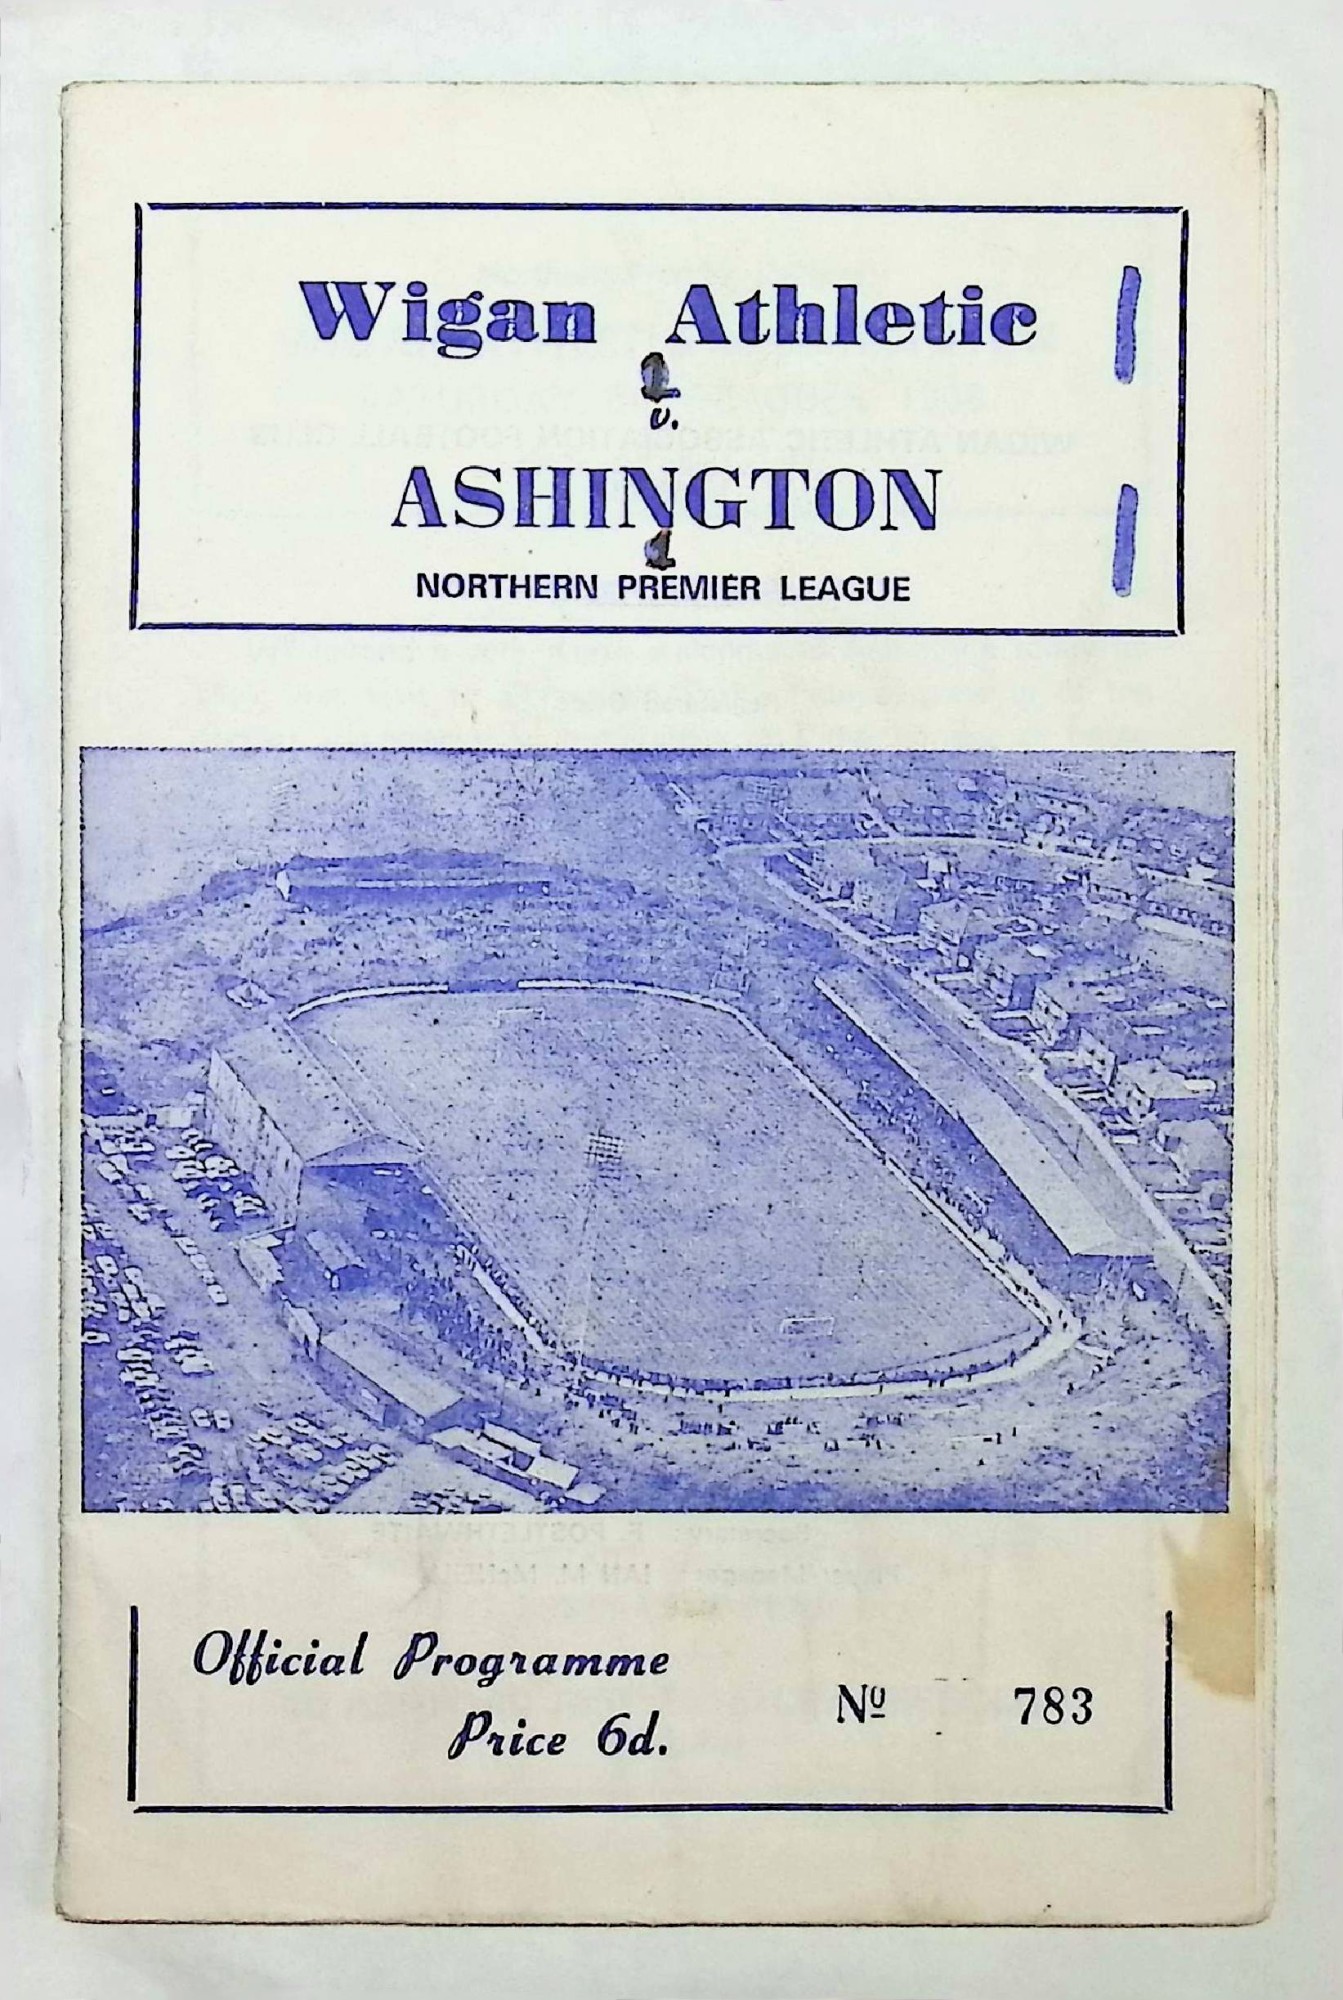 Wigan Athletic
v.
ASHINGTON
NORTHERN PREMIER LEAGUE
Official Programme
Price 6d.
Nº 783